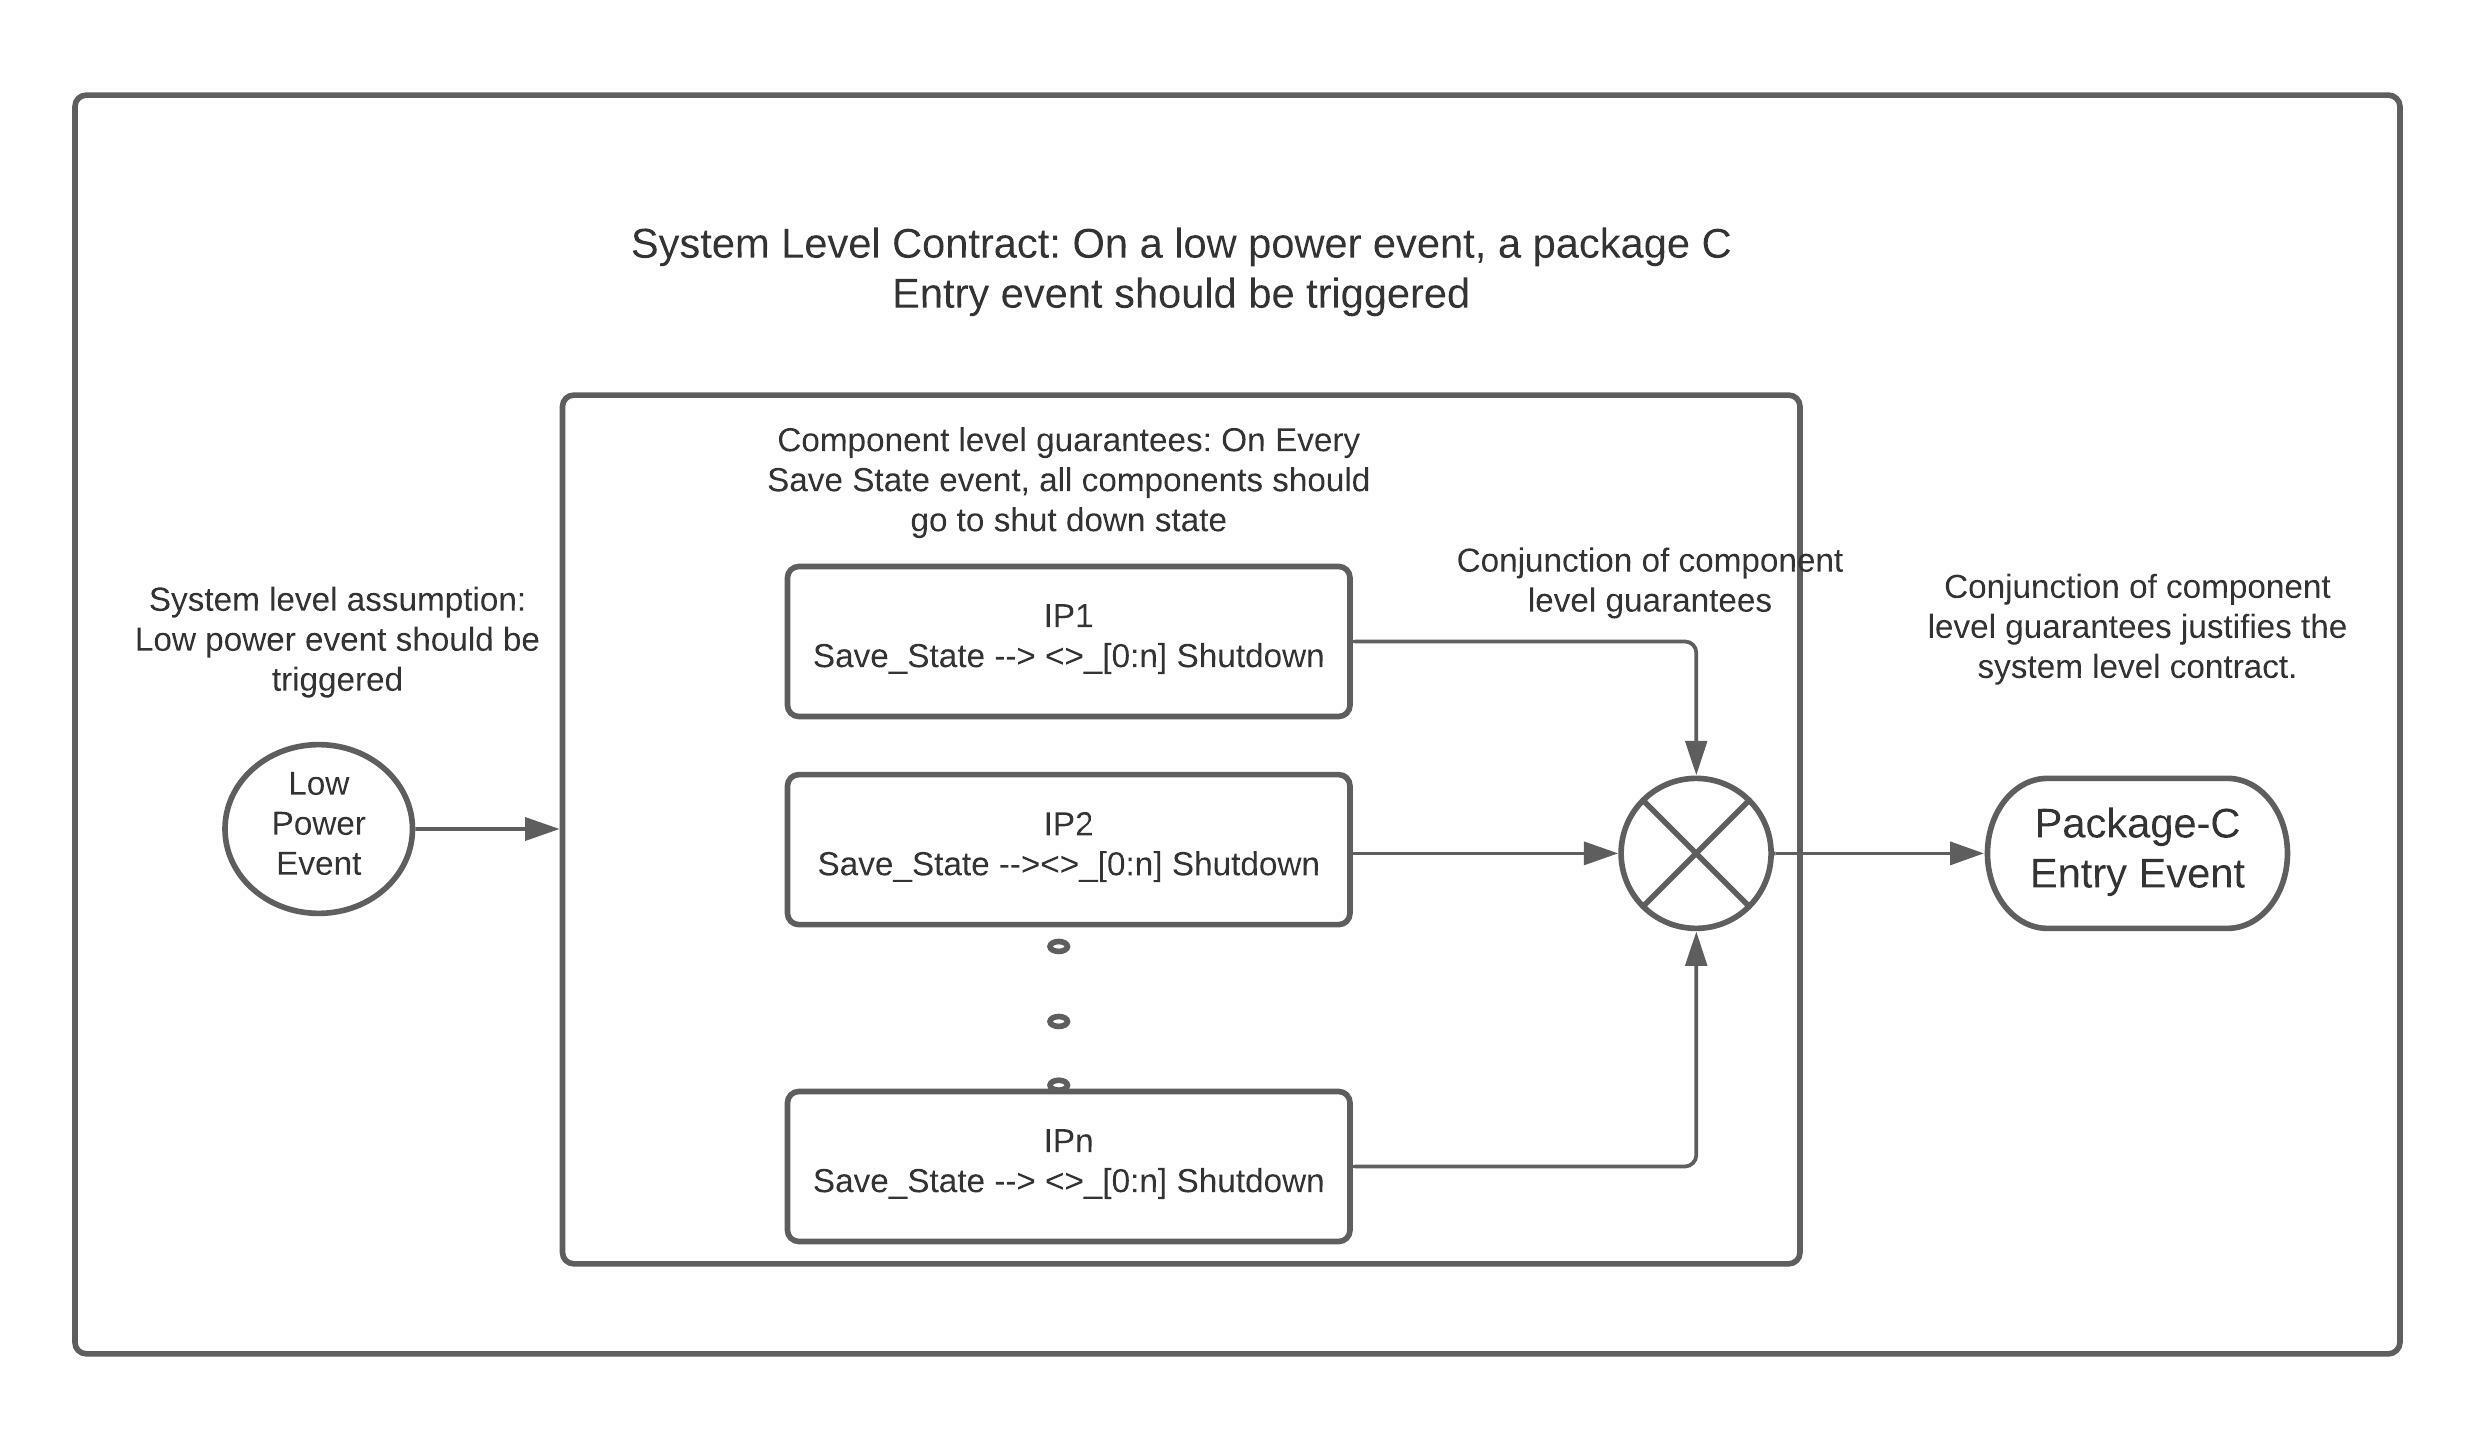 System Level Contract: On a low power event, a package C
Entry event should be triggered
Component level guarantees: On Every
Save State event, all components should
go to shut down state
System level assumption:
Low power event should be
triggered
Low
Power
Event
IP1
Save_State --> <>_[0:n] Shutdown
IP2
Save_State --><>_[0:n] Shutdown
IPn
Save_State --> <>_[0:n] Shutdown
Conjunction of component
level guarantees
Conjunction of component
level guarantees justifies the
system level contract.
Package-C
Entry Event